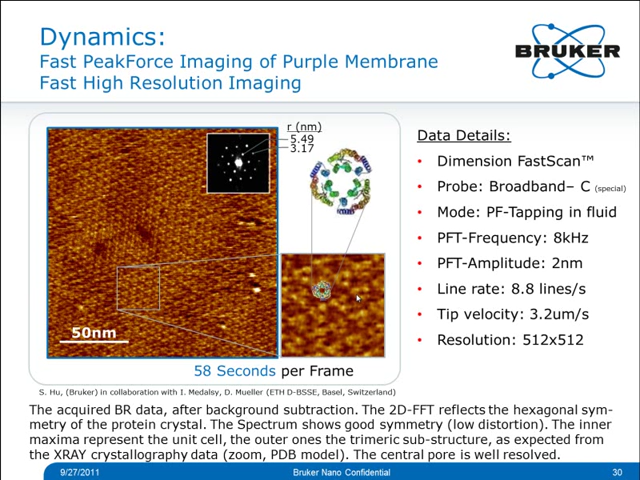 Dynamics:
Fast PeakForce Imaging of Purple Membrane
Fast High Resolution Imaging
BRUKER
r (nm)
5.49
3.17
50nm
58 Seconds per Frame
Data Details:
• Dimension FastScan™
• Probe: Broadband– C (special)
• Mode: PF-Tapping in fluid
• PFT-Frequency: 8kHz
• PFT-Amplitude: 2nm
• Line rate: 8.8 lines/s
• Tip velocity: 3.2um/s
• Resolution: 512x512
S. Hu, (Bruker) in collaboration with I. Medalsy, D. Mueller (ETH D-BSSE, Basel, Switzerland)
The acquired BR data, after background subtraction. The 2D-FFT reflects the hexagonal sym-
metry of the protein crystal. The Spectrum shows good symmetry (low distortion). The inner
maxima represent the unit cell, the outer ones the trimeric sub-structure, as expected from
the XRAY crystallography data (zoom, PDB model). The central pore is well resolved.
9/27/2011
Bruker Nano Confidential
30